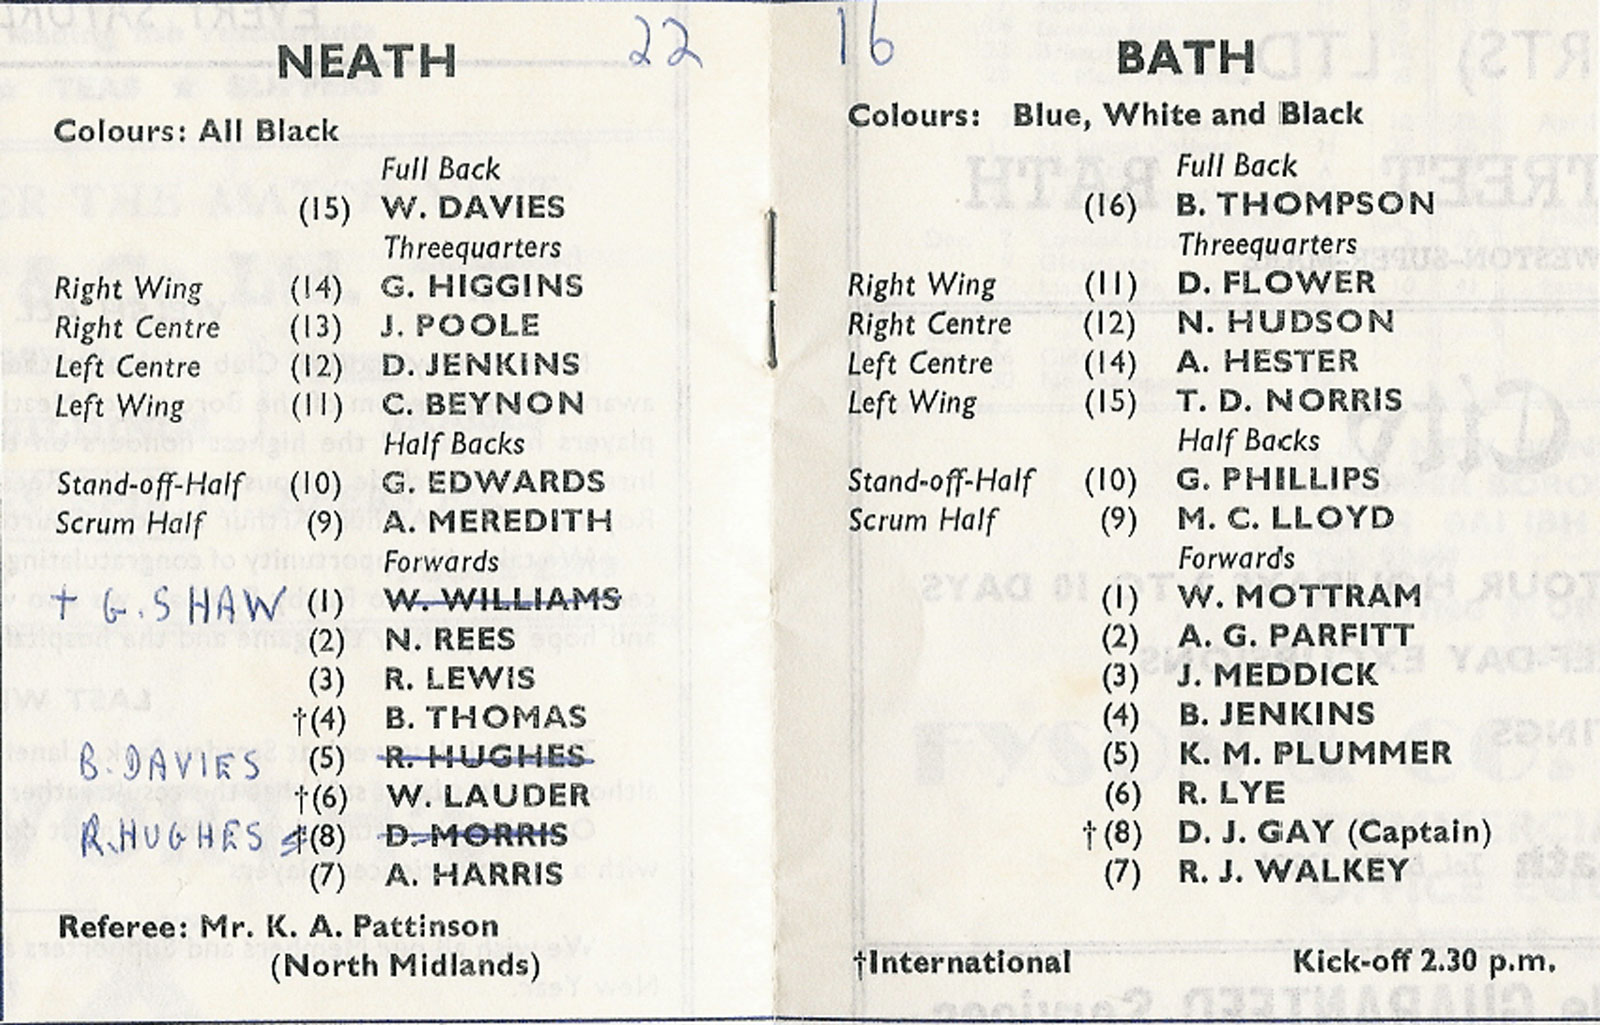 NEATH 22
Colours: All Black
Full Back
(15) W. DAVIES
Threequarters
Right Wing (14) G. HIGGINS
Right Centre (13) J. POOLE
Left Centre (12) D. JENKINS
Left Wing (11) C. BEYNON
Half Backs
Stand-off-Half (10) G. EDWARDS
Scrum Half (9) A. MEREDITH
Forwards
† G. SHAW (1) W. WILLIAMS
(2) N. REES
(3) R. LEWIS
†(4) B. THOMAS
B. DAVIES (5) R. HUGHES
†(6) W. LAUDER
R. HUGHES †(8) D. MORRIS
(7) A. HARRIS
Referee: Mr. K. A. Pattinson
(North Midlands)
16 BATH
Colours: Blue, White and Black
Full Back
(16) B. THOMPSON
Threequarters
Right Wing (11) D. FLOWER
Right Centre (12) N. HUDSON
Left Centre (14) A. HESTER
Left Wing (15) T. D. NORRIS
Half Backs
Stand-off-Half (10) G. PHILLIPS
Scrum Half (9) M. C. LLOYD
Forwards
(1) W. MOTTRAM
(2) A. G. PARFITT
(3) J. MEDDICK
(4) B. JENKINS
(5) K. M. PLUMMER
(6) R. LYE
†(8) D. J. GAY (Captain)
(7) R. J. WALKEY
†International Kick-off 2.30 p.m.